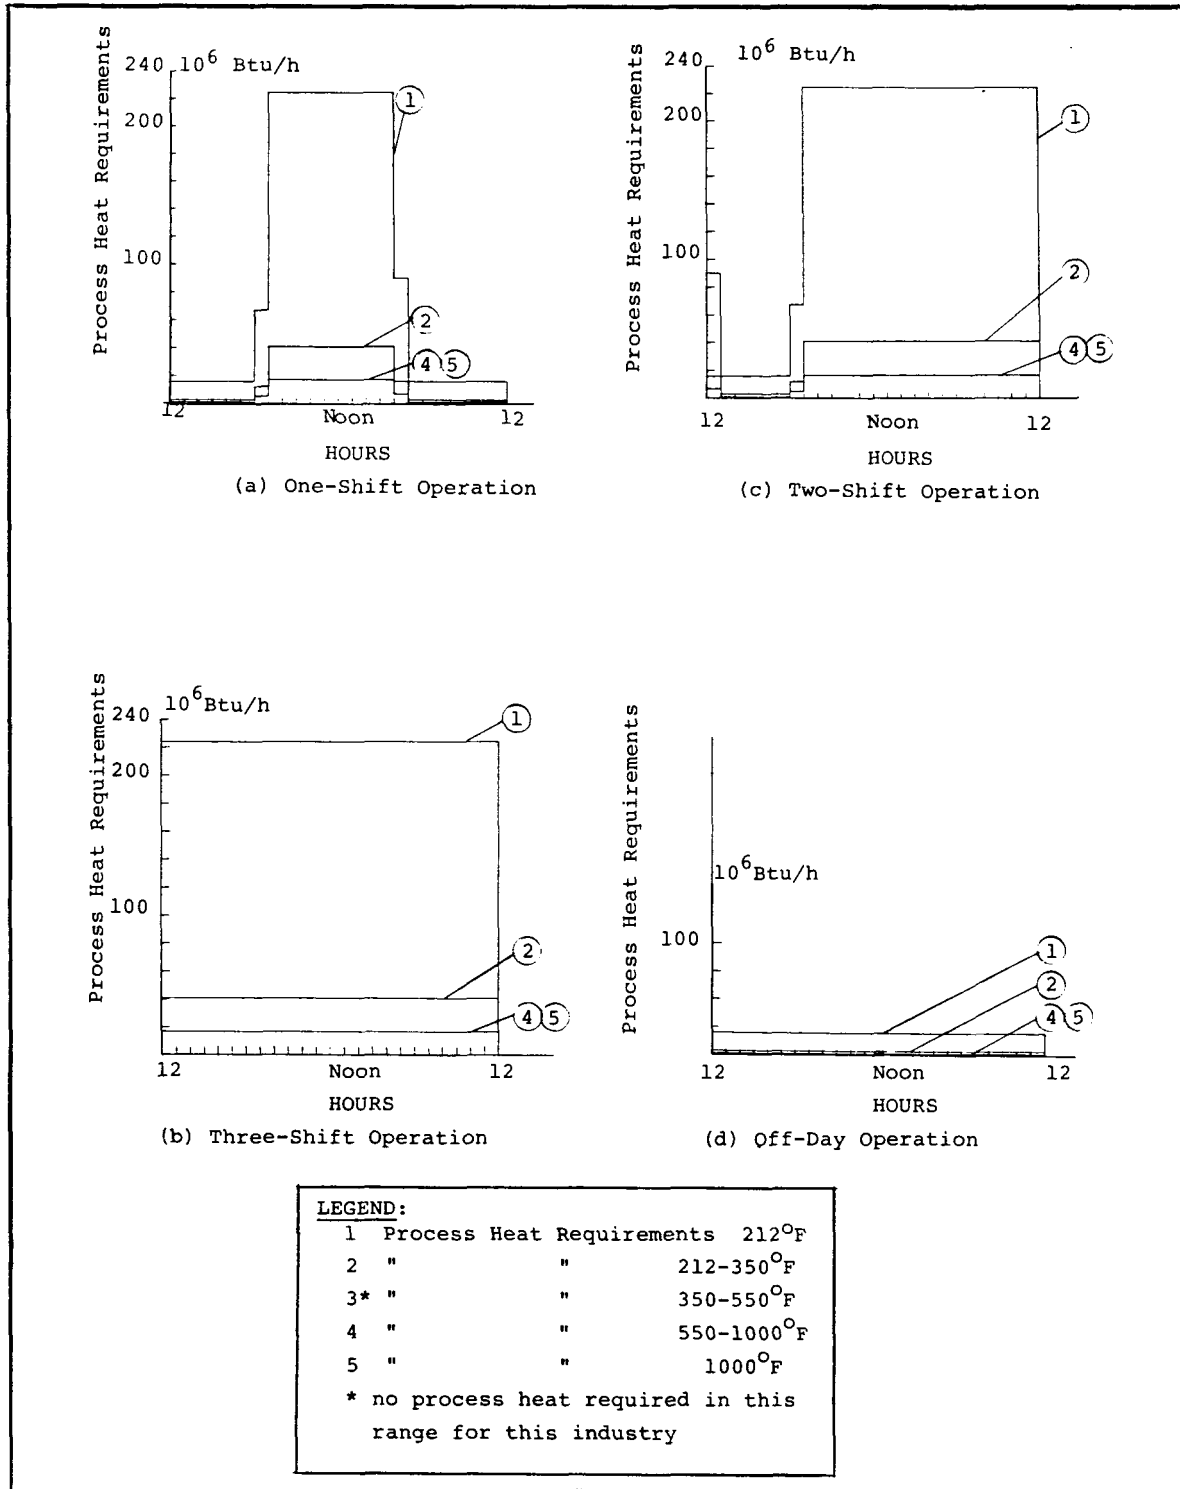 Process Heat Requirements
240 10^6 Btu/h
200
100
1
2
4 5
12 Noon 12
HOURS
(a) One-Shift Operation
Process Heat Requirements
240 10^6 Btu/h
200
100
1
2
4 5
12 Noon 12
HOURS
(c) Two-Shift Operation
Process Heat Requirements
240 10^6 Btu/h
200
100
1
2
4 5
12 Noon 12
HOURS
(b) Three-Shift Operation
Process Heat Requirements
10^6 Btu/h
100
1
2
4 5
12 Noon 12
HOURS
(d) Off-Day Operation
LEGEND:
1 Process Heat Requirements 212°F
2 " " 212-350°F
3* " " 350-550°F
4 " " 550-1000°F
5 " " 1000°F
* no process heat required in this
range for this industry